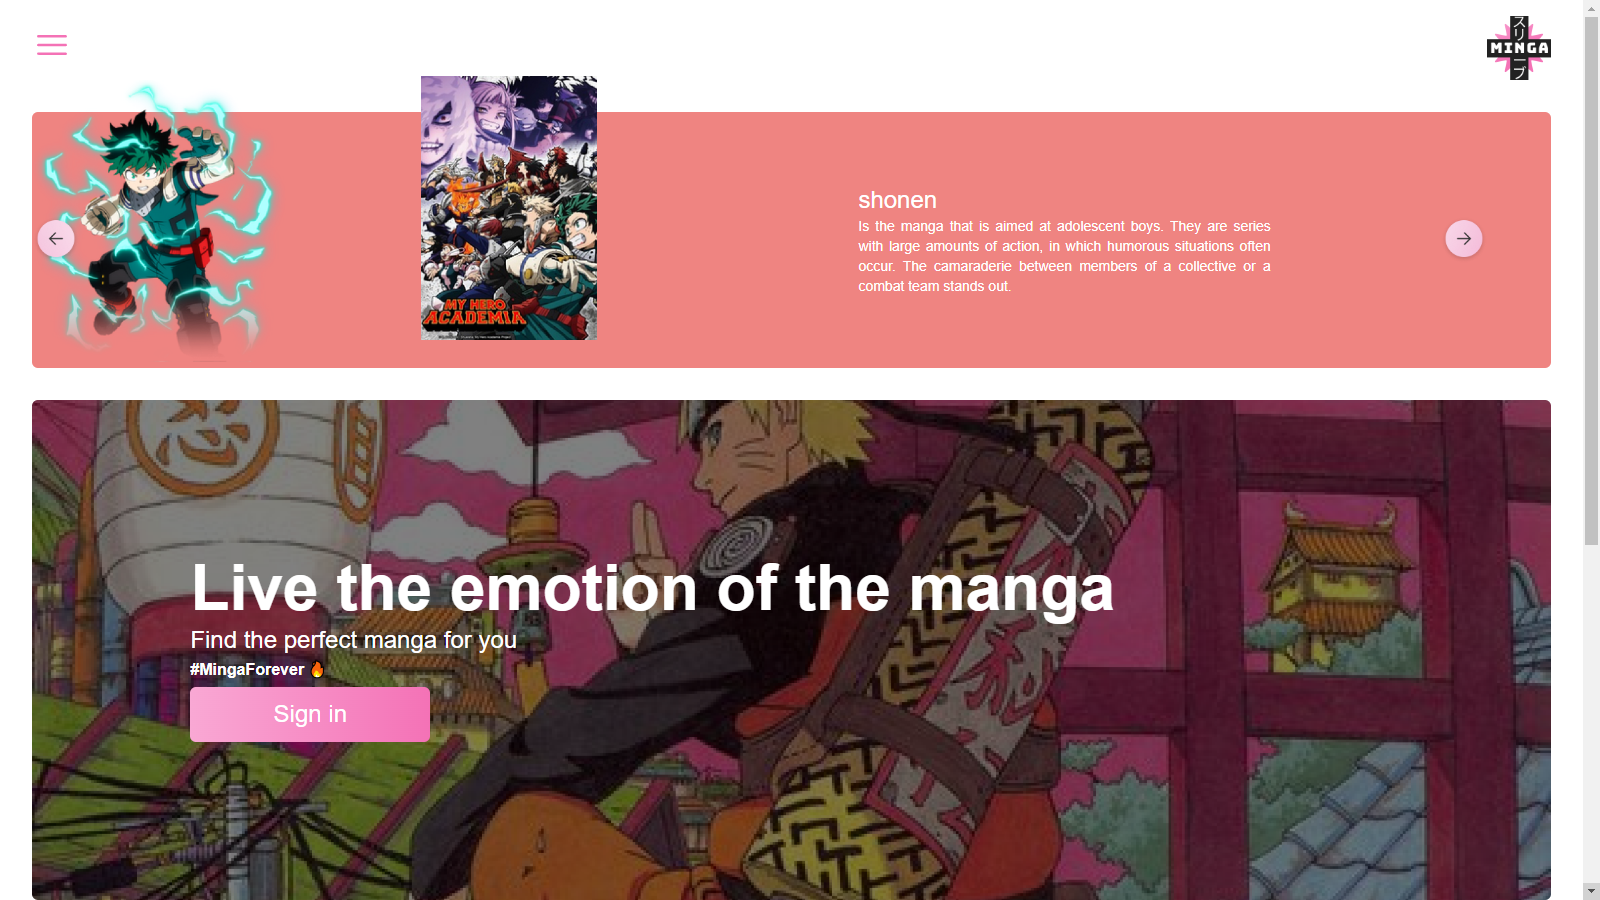 スリーブ
MINGA
MY HERO
ACADEMIA
shonen
Is the manga that is aimed at adolescent boys. They are series
with large amounts of action, in which humorous situations often
occur. The camaraderie between members of a collective or a
combat team stands out.
忍
Live the emotion of the manga
Find the perfect manga for you
#MingaForever 🔥
Sign in